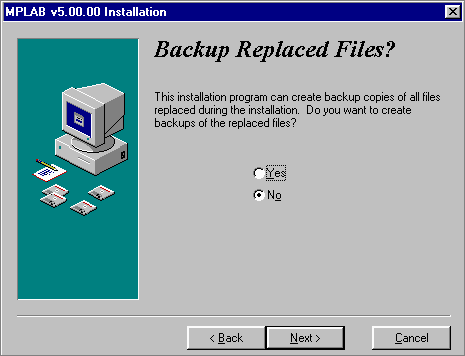 MPLAB v5.00.00 Installation
Backup Replaced Files?
This installation program can create backup copies of all files
replaced during the installation.  Do you want to create
backups of the replaced files?
Yes
No
< Back
Next >
Cancel